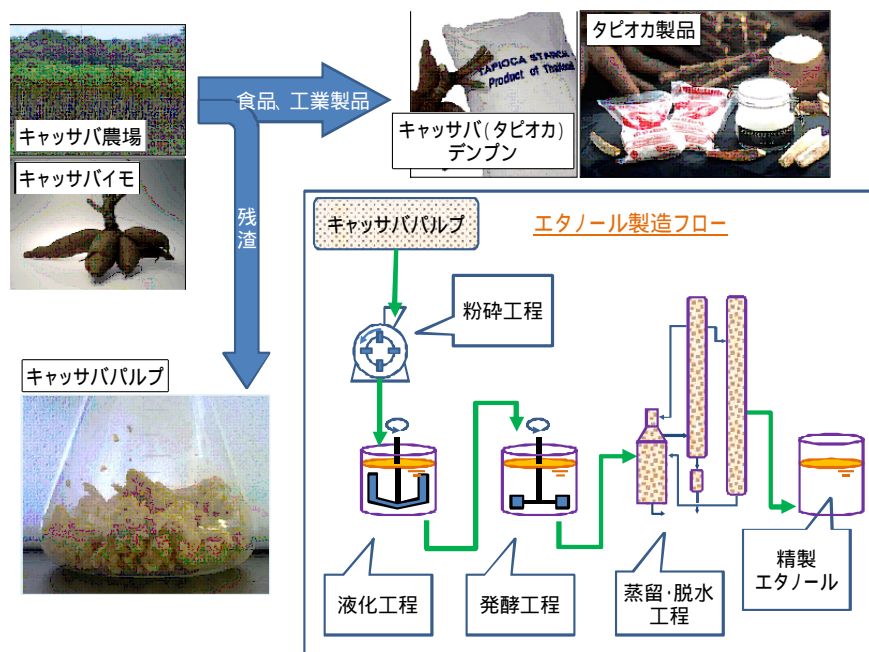 キャッサバ農場
キャッサバイモ
食品、工業製品
残渣
TAPIOCA STARCH
Product of Thailand
キャッサバ(タピオカ)
デンプン
タピオカ製品
キャッサバパルプ
キャッサバパルプ
エタノール製造フロー
粉砕工程
液化工程
発酵工程
蒸留・脱水
工程
精製
エタノール